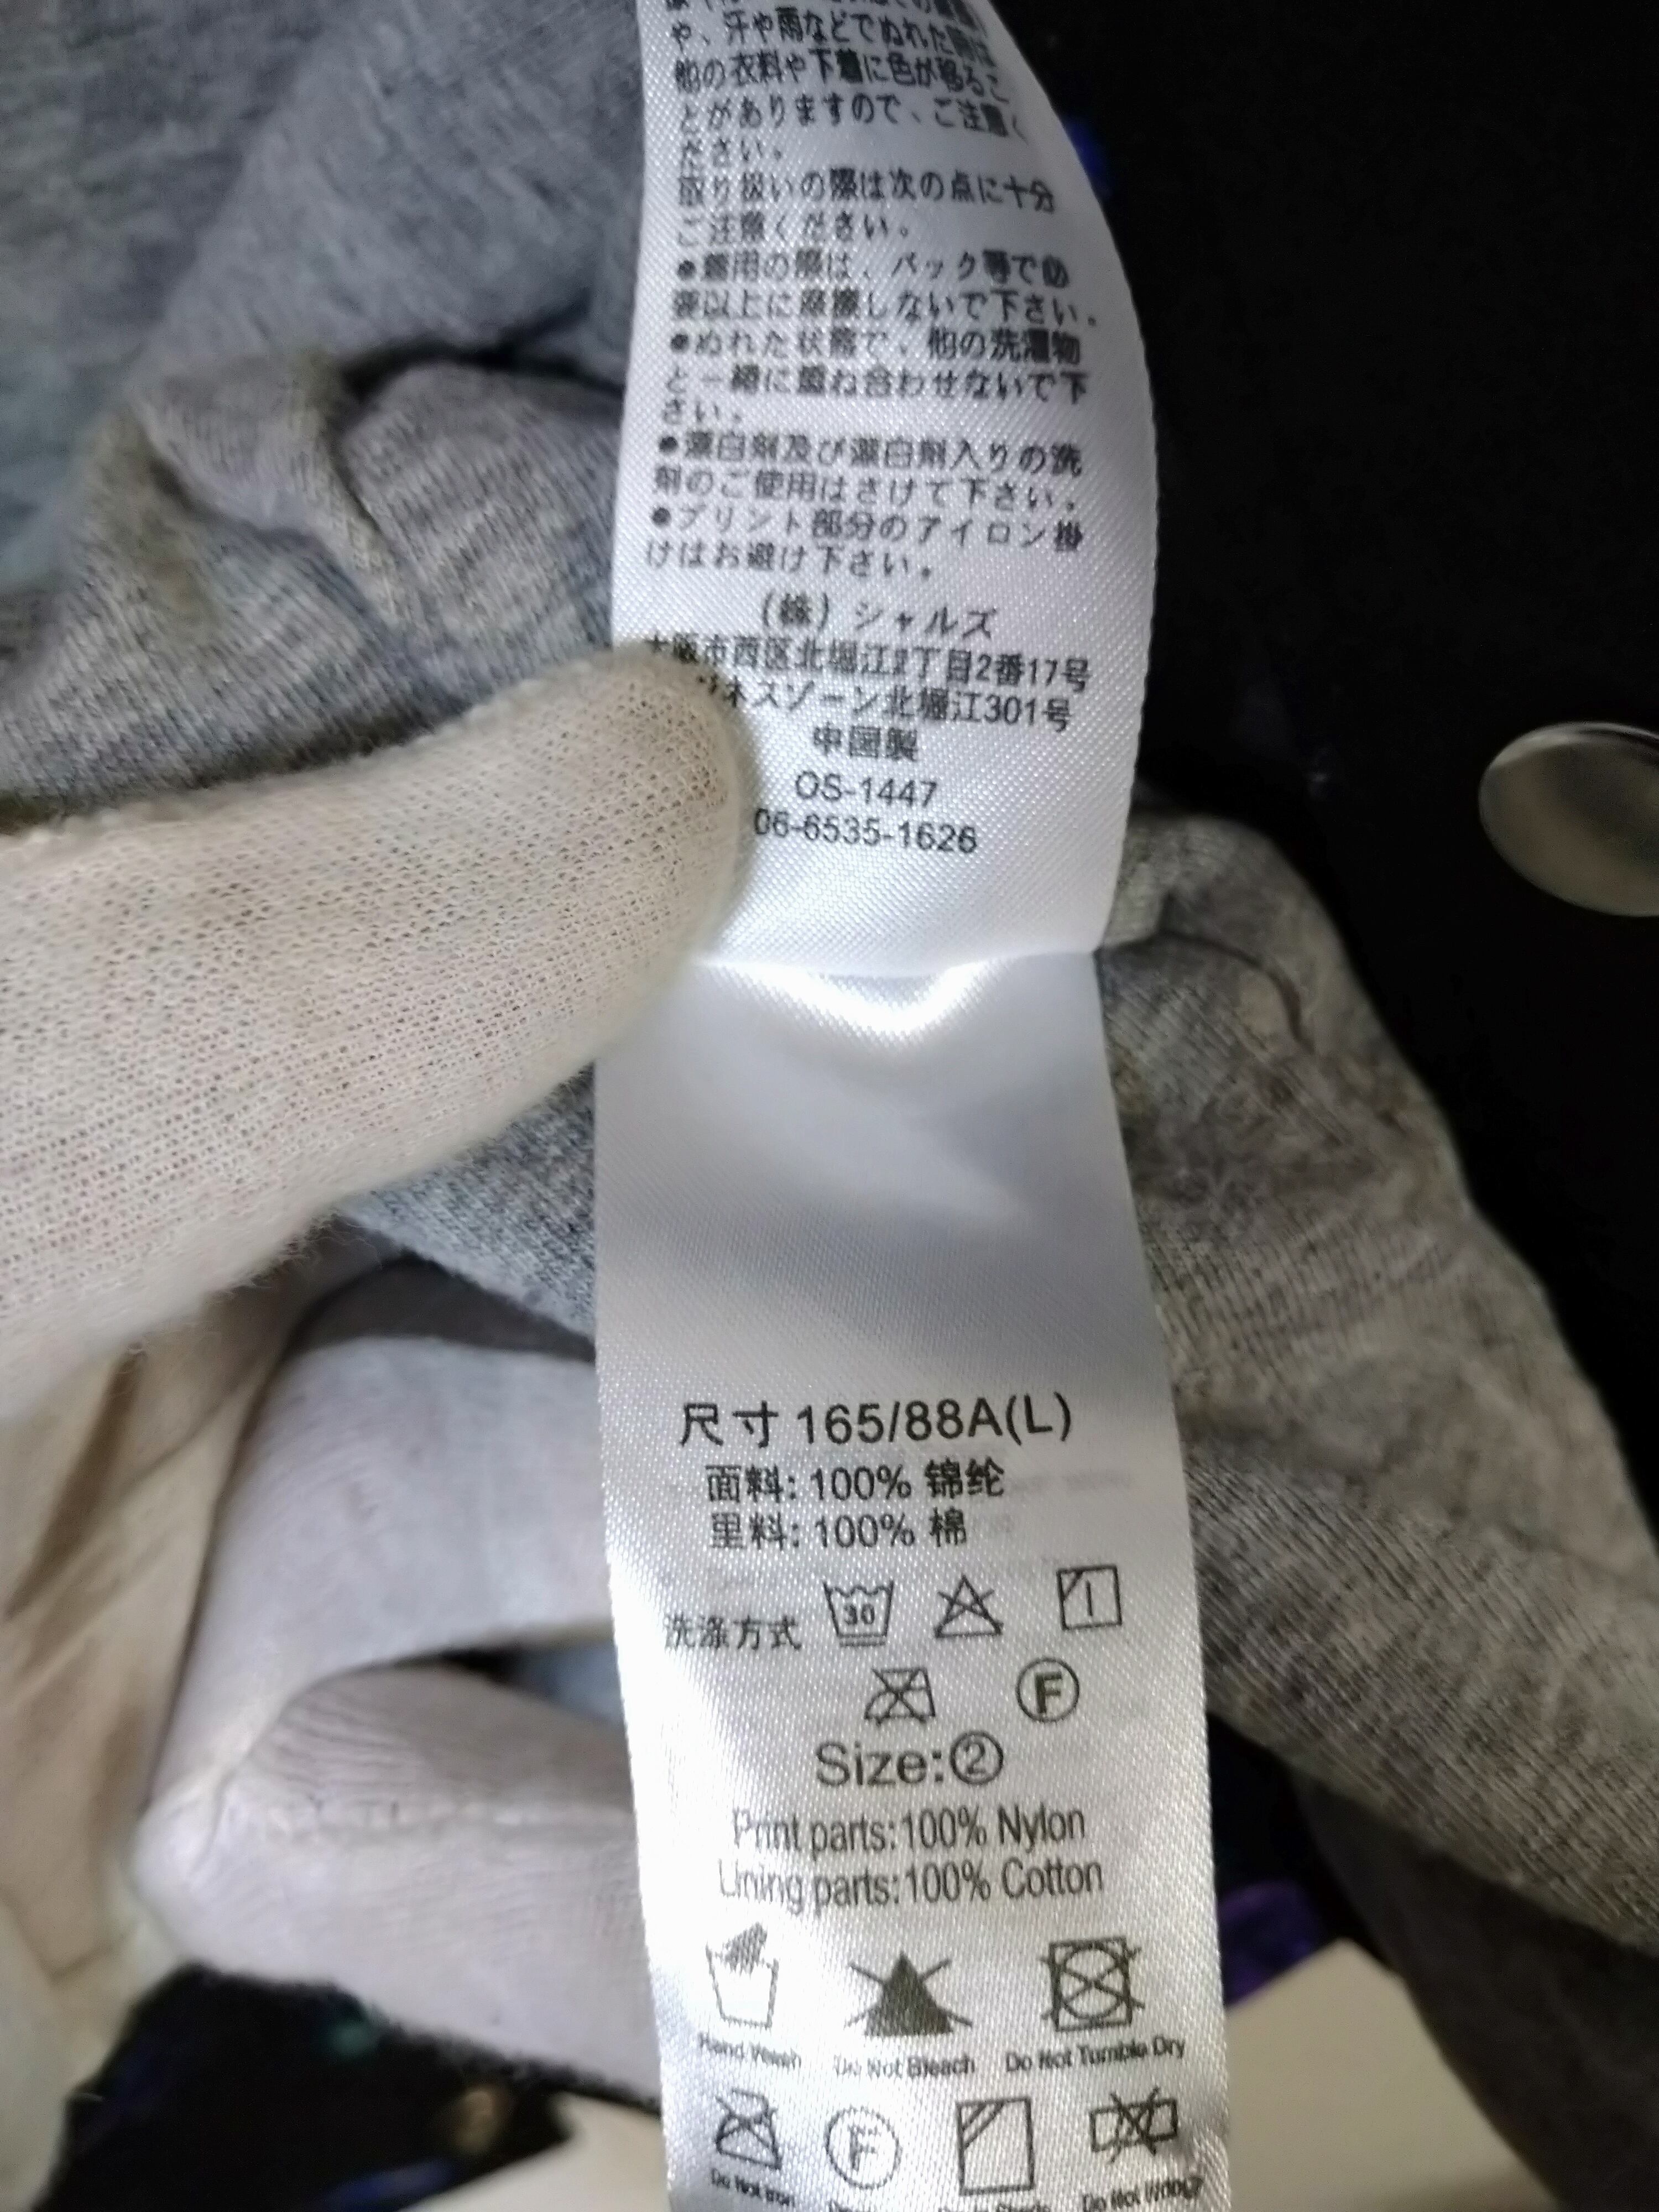 や、汗や雨などでぬれた際は
他の衣料や下着に色が移るこ
とがありますので、ご注意く
ださい。
取り扱いの際は次の点に十分
ご注意ください。
●着用の際は、バック等で必
要以上に摩擦しないで下さい。
●ぬれた状態で、他の洗濯物
と一緒に重ね合わせないで下
さい。
●漂白剤及び漂白剤入りの洗
剤のご使用はさけて下さい。
●プリント部分のアイロン掛
けはお避け下さい。
(株)シャルズ
大阪市西区北堀江2丁目2番17号
ネスゾーン北堀江301号
中国製
OS-1447
06-6535-1626
尺寸 165/88A(L)
面料: 100% 锦纶
里料: 100% 棉
洗涤方式 30
F
Size:②
Print parts:100% Nylon
Lining parts:100% Cotton
Hand Wash Do Not Bleach Do Not Tumble Dry
F
Do Not Iron Do Not Wring